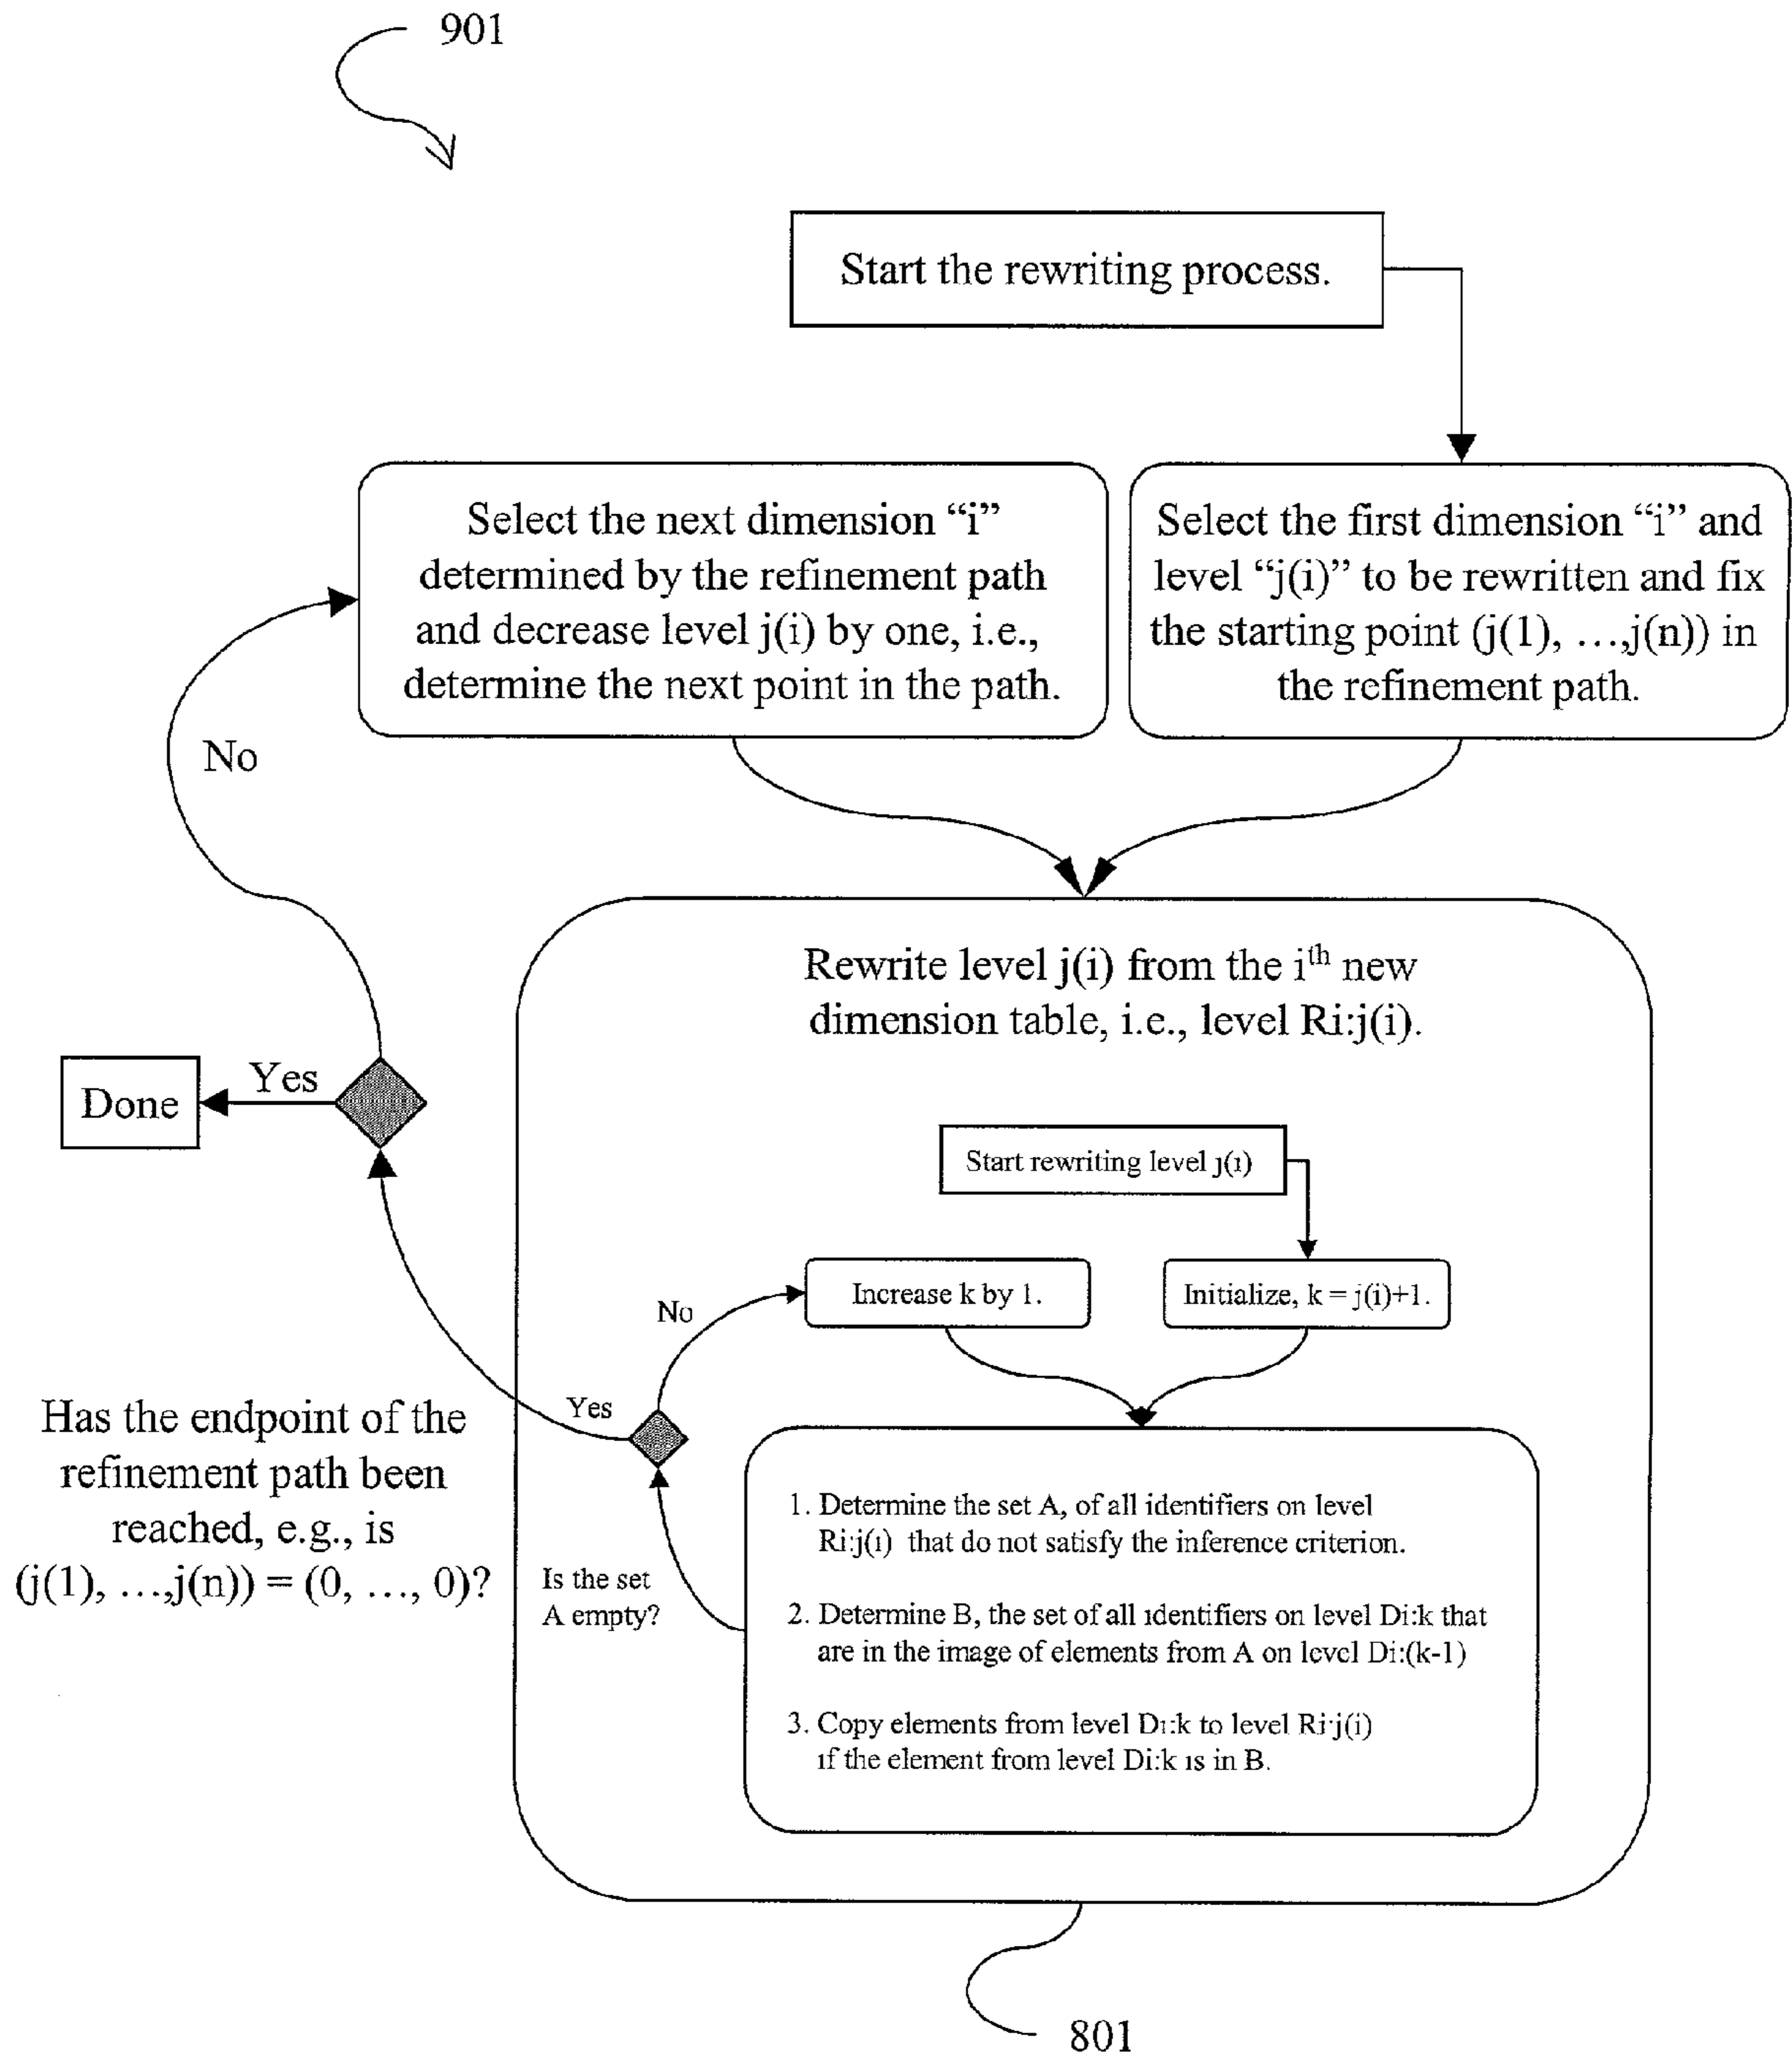 901
Start the rewriting process.
Select the next dimension “i”
determined by the refinement path
and decrease level j(i) by one, i.e.,
determine the next point in the path.
Select the first dimension “i” and
level “j(i)” to be rewritten and fix
the starting point (j(1), …,j(n)) in
the refinement path.
No
Rewrite level j(i) from the ith new
dimension table, i.e., level Ri:j(i).
Done
Yes
Start rewriting level j(i)
Increase k by 1.
Initialize, k = j(i)+1.
No
Yes
Has the endpoint of the
refinement path been
reached, e.g., is
(j(1), …,j(n)) = (0, …, 0)?
Is the set
A empty?
1. Determine the set A, of all identifiers on level
Ri:j(i) that do not satisfy the inference criterion.
2. Determine B, the set of all identifiers on level Di:k that
are in the image of elements from A on level Di:(k-1)
3. Copy elements from level Di:k to level Ri:j(i)
if the element from level Di:k is in B.
801